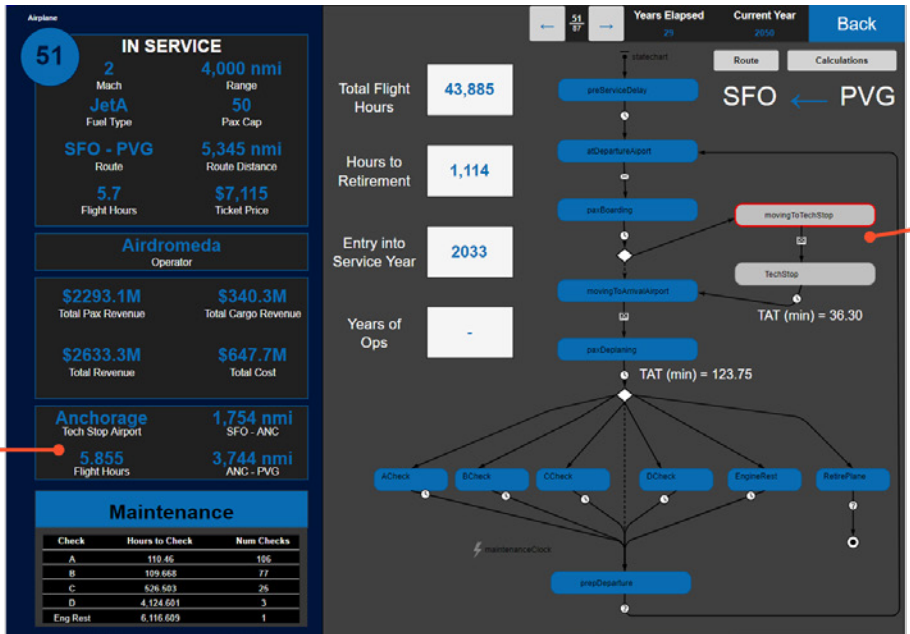 Airplane
51
IN SERVICE
2
Mach
4,000 nmi
Range
JetA
Fuel Type
50
Pax Cap
SFO - PVG
Route
5,345 nmi
Route Distance
5.7
Flight Hours
$7,115
Ticket Price
Airdromeda
Operator
$2293.1M
Total Pax Revenue
$340.3M
Total Cargo Revenue
$2633.3M
Total Revenue
$647.7M
Total Cost
Anchorage
Tech Stop Airport
1,754 nmi
SFO - ANC
5.855
Flight Hours
3,744 nmi
ANC - PVG
Maintenance
Check Hours to Check Num Checks
A 110.46 106
B 109.668 77
C 526.503 25
D 4,124.601 3
Eng Rest 6,116.609 1
Total Flight
Hours
43,885
Hours to
Retirement
1,114
Entry into
Service Year
2033
Years of
Ops
-
← 51 →
87
Years Elapsed
29
Current Year
2050
Back
Route
Calculations
SFO ← PVG
statechart
preServiceDelay
atDepartureAiport
paxBoarding
movingToTechStop
TechStop
TAT (min) = 36.30
movingToArrivalAirport
paxDeplaning
TAT (min) = 123.75
ACheck
BCheck
CCheck
DCheck
EngineRest
RetirePlane
maintenanceClock
prepDeparture